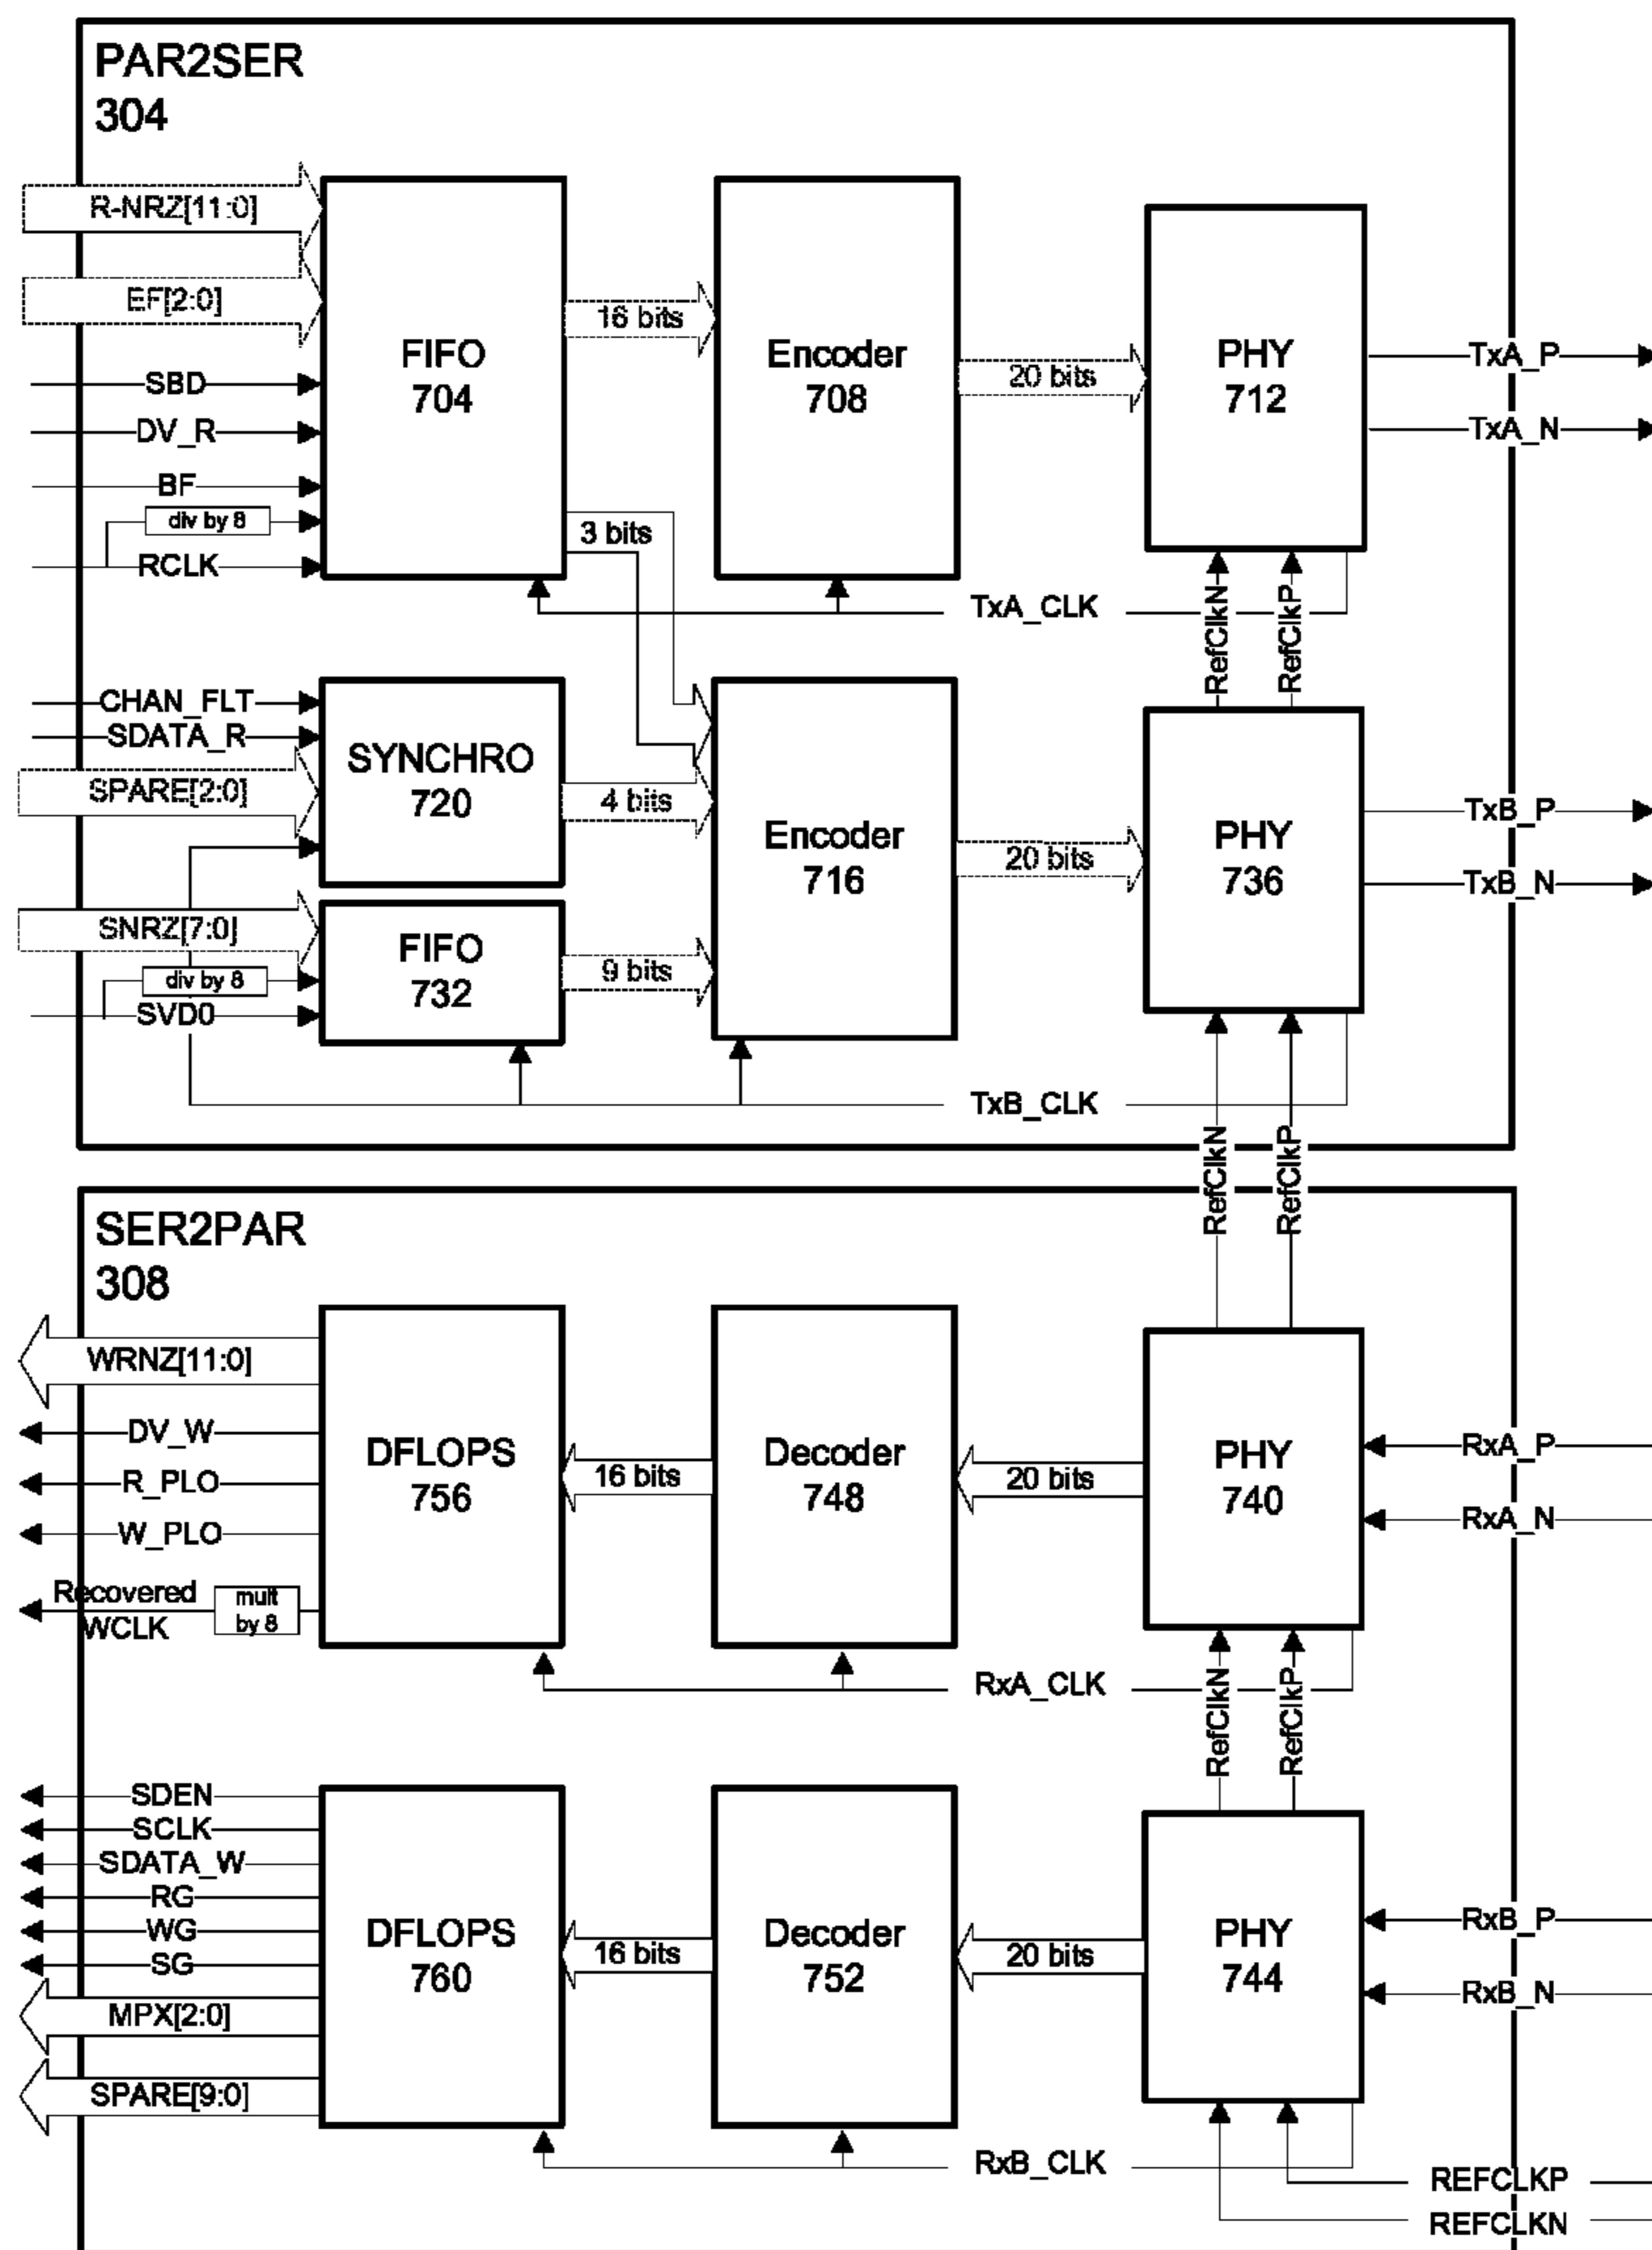 PAR2SER
304
R-NRZ[11:0]
EF[2:0]
SBD
DV_R
BF
div by 8
RCLK
FIFO
704
16 bits
3 bits
Encoder
708
20 bits
PHY
712
TxA_P
TxA_N
TxA_CLK
RefClkN
RefClkP
CHAN_FLT
SDATA_R
SPARE[2:0]
SYNCHRO
720
4 bits
SNRZ[7:0]
div by 8
SVD0
FIFO
732
9 bits
Encoder
716
20 bits
PHY
736
TxB_P
TxB_N
TxB_CLK
RefClkN
RefClkP
SER2PAR
308
WRNZ[11:0]
DV_W
R_PLO
W_PLO
Recovered
WCLK
mult
by 8
DFLOPS
756
16 bits
Decoder
748
20 bits
PHY
740
RxA_P
RxA_N
RxA_CLK
RefClkN
RefClkP
SDEN
SCLK
SDATA_W
RG
WG
SG
MPX[2:0]
SPARE[9:0]
DFLOPS
760
16 bits
Decoder
752
20 bits
PHY
744
RxB_P
RxB_N
RxB_CLK
REFCLKP
REFCLKN